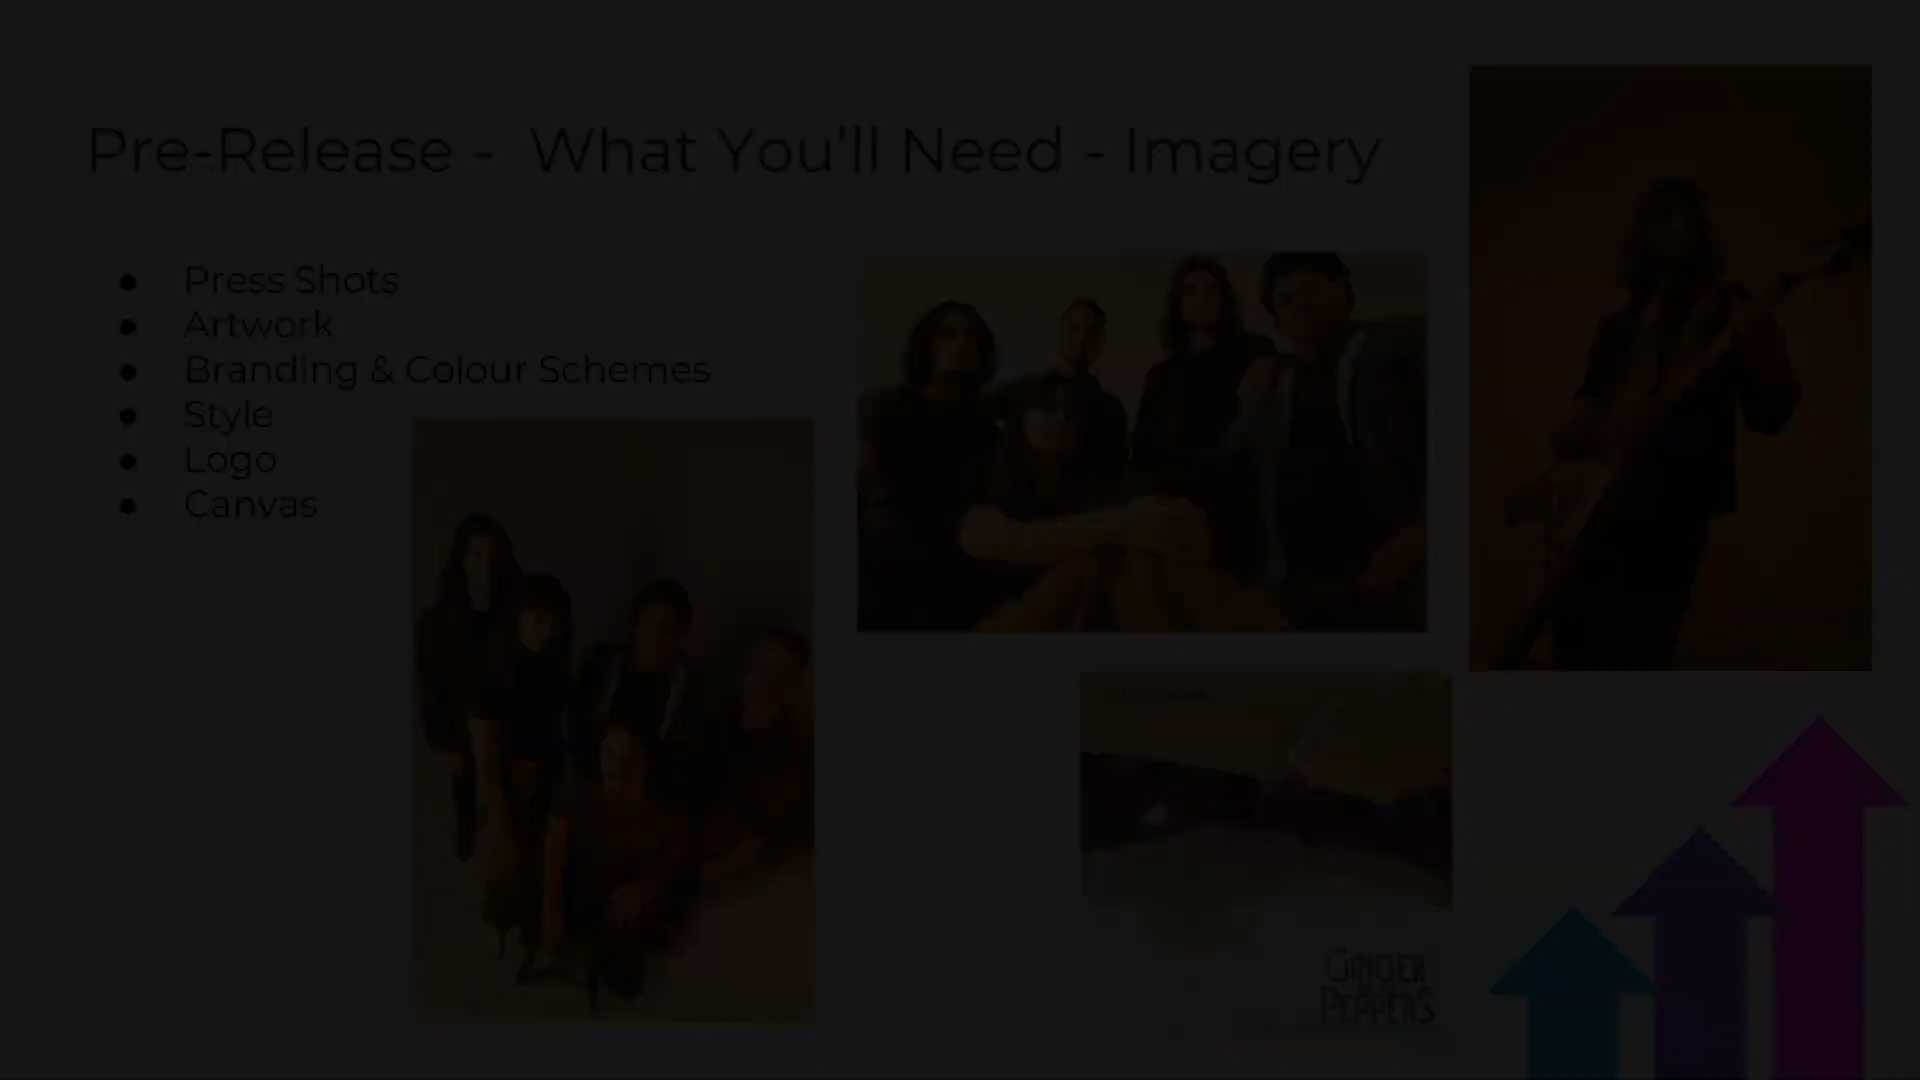 Pre-Release - What You'll Need - Imagery
● Press Shots
● Artwork
● Branding & Colour Schemes
● Style
● Logo
● Canvas
GINGER
PEPPERS